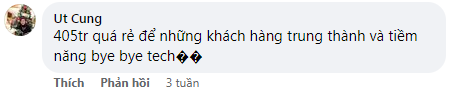 Ut Cung
405tr quá rẻ để những khách hàng trung thành và tiềm
năng bye bye tech��
Thích Phản hồi 3 tuần